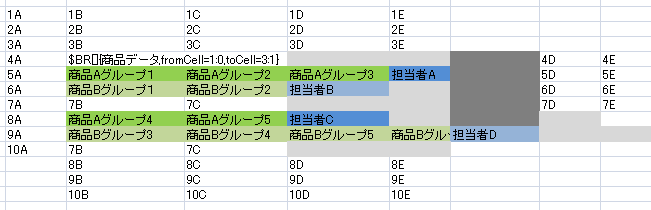 1A 1B 1C 1D 1E
2A 2B 2C 2D 2E
3A 3B 3C 3D 3E
4A $BR[]{商品データ,fromCell=1:0,toCell=3:1} 4D 4E
5A 商品Aグループ1 商品Aグループ2 商品Aグループ3 担当者A 5D 5E
6A 商品Bグループ1 商品Bグループ2 担当者B 6D 6E
7A 7B 7C 7D 7E
8A 商品Aグループ4 商品Aグループ5 担当者C
9A 商品Bグループ3 商品Bグループ4 商品Bグループ5 商品Bグル 担当者D
10A 7B 7C
8B 8C 8D 8E
9B 9C 9D 9E
10B 10C 10D 10E